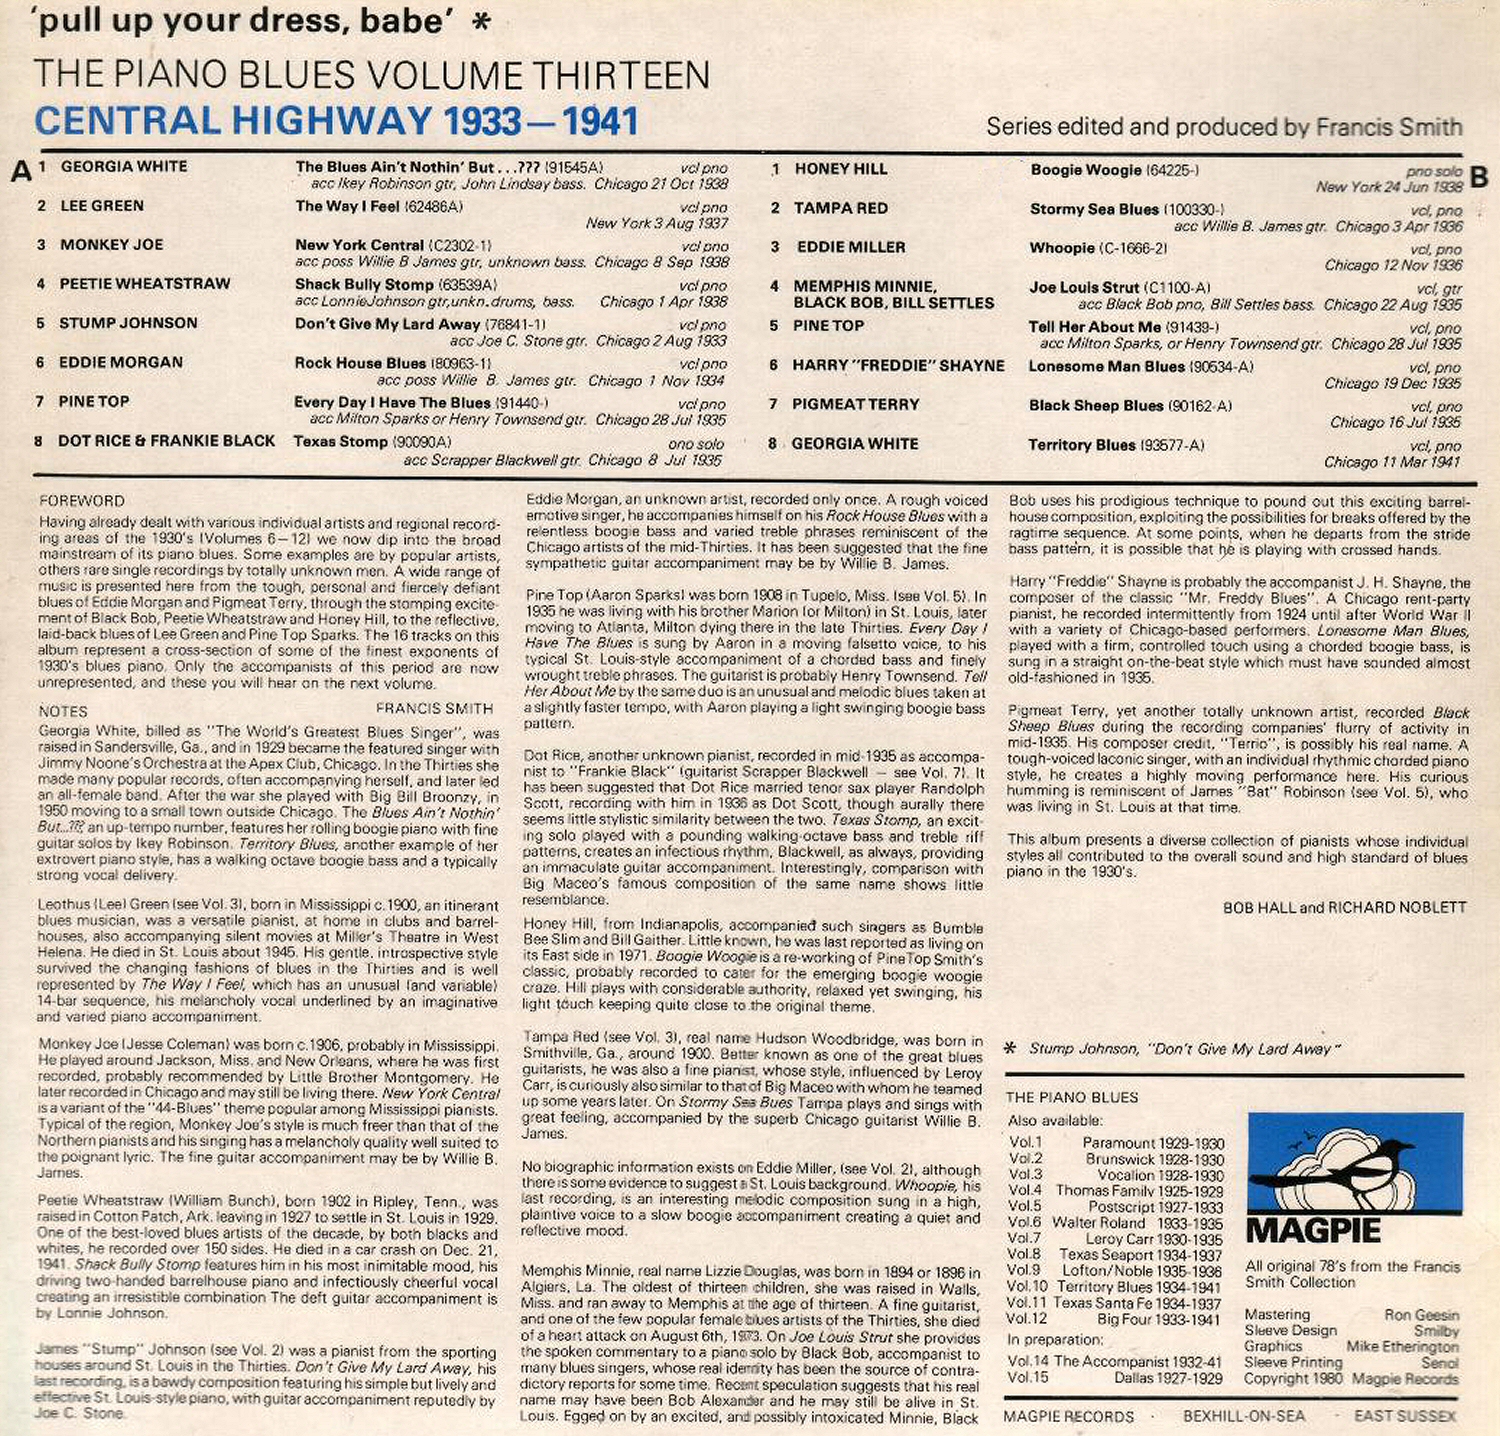 'pull up your dress, babe' *
THE PIANO BLUES VOLUME THIRTEEN
CENTRAL HIGHWAY 1933—1941
Series edited and produced by Francis Smith
A 1 GEORGIA WHITE The Blues Ain't Nothin' But...??? (91545A) vcl pno
acc Ikey Robinson gtr, John Lindsay bass. Chicago 21 Oct 1938
2 LEE GREEN The Way I Feel (62486A) vcl pno
New York 3 Aug 1937
3 MONKEY JOE New York Central (C2302-1) vcl pno
acc poss Willie B James gtr, unknown bass. Chicago 8 Sep 1938
4 PEETIE WHEATSTRAW Shack Bully Stomp (63539A) vcl pno
acc Lonnie Johnson gtr, unkn. drums, bass. Chicago 1 Apr 1938
5 STUMP JOHNSON Don't Give My Lard Away (76841-1) vcl pno
acc Joe C. Stone gtr. Chicago 2 Aug 1933
6 EDDIE MORGAN Rock House Blues (80963-1) vcl pno
acc poss Willie B. James gtr. Chicago 1 Nov 1934
7 PINE TOP Every Day I Have The Blues (91440-) vcl pno
acc Milton Sparks or Henry Townsend gtr. Chicago 28 Jul 1935
8 DOT RICE & FRANKIE BLACK Texas Stomp (90090A) pno solo
acc Scrapper Blackwell gtr. Chicago 8 Jul 1935
1 HONEY HILL Boogie Woogie (64225-) pno solo B
New York 24 Jun 1938
2 TAMPA RED Stormy Sea Blues (100330-) vcl, pno
acc Willie B. James gtr. Chicago 3 Apr 1936
3 EDDIE MILLER Whoopie (C-1666-2) vcl, pno
Chicago 12 Nov 1936
4 MEMPHIS MINNIE, Joe Louis Strut (C1100-A) vcl, gtr
BLACK BOB, BILL SETTLES acc Black Bob pno, Bill Settles bass. Chicago 22 Aug 1935
5 PINE TOP Tell Her About Me (91439-) vcl, pno
acc Milton Sparks, or Henry Townsend gtr. Chicago 28 Jul 1935
6 HARRY "FREDDIE" SHAYNE Lonesome Man Blues (90534-A) vcl, pno
Chicago 19 Dec 1935
7 PIGMEAT TERRY Black Sheep Blues (90162-A) vcl, pno
Chicago 16 Jul 1935
8 GEORGIA WHITE Territory Blues (93577-A) vcl, pno
Chicago 11 Mar 1941
FOREWORD
Having already dealt with various individual artists and regional record-
ing areas of the 1930's (Volumes 6—12) we now dip into the broad
mainstream of its piano blues. Some examples are by popular artists,
others rare single recordings by totally unknown men. A wide range of
music is presented here from the tough, personal and fiercely defiant
blues of Eddie Morgan and Pigmeat Terry, through the stomping excite-
ment of Black Bob, Peetie Wheatstraw and Honey Hill, to the reflective,
laid-back blues of Lee Green and Pine Top Sparks. The 16 tracks on this
album represent a cross-section of some of the finest exponents of
1930's blues piano. Only the accompanists of this period are now
unrepresented, and these you will hear on the next volume.
FRANCIS SMITH
NOTES
Georgia White, billed as "The World's Greatest Blues Singer", was
raised in Sandersville, Ga., and in 1929 became the featured singer with
Jimmy Noone's Orchestra at the Apex Club, Chicago. In the Thirties she
made many popular records, often accompanying herself, and later led
an all-female band. After the war she played with Big Bill Broonzy, in
1950 moving to a small town outside Chicago. The Blues Ain't Nothin'
But...???, an up-tempo number, features her rolling boogie piano with fine
guitar solos by Ikey Robinson. Territory Blues, another example of her
extrovert piano style, has a walking octave boogie bass and a typically
strong vocal delivery.
Leothus (Lee) Green (see Vol. 3), born in Mississippi c.1900, an itinerant
blues musician, was a versatile pianist, at home in clubs and barrel-
houses, also accompanying silent movies at Miller's Theatre in West
Helena. He died in St. Louis about 1945. His gentle, introspective style
survived the changing fashions of blues in the Thirties and is well
represented by The Way I Feel, which has an unusual (and variable)
14-bar sequence, his melancholy vocal underlined by an imaginative
and varied piano accompaniment.
Monkey Joe (Jesse Coleman) was born c.1906, probably in Mississippi.
He played around Jackson, Miss. and New Orleans, where he was first
recorded, probably recommended by Little Brother Montgomery. He
later recorded in Chicago and may still be living there. New York Central
is a variant of the "44-Blues" theme popular among Mississippi pianists.
Typical of the region, Monkey Joe's style is much freer than that of the
Northern pianists and his singing has a melancholy quality well suited to
the poignant lyric. The fine guitar accompaniment may be by Willie B.
James.
Peetie Wheatstraw (William Bunch), born 1902 in Ripley, Tenn., was
raised in Cotton Patch, Ark. leaving in 1927 to settle in St. Louis in 1929.
One of the best-loved blues artists of the decade, by both blacks and
whites, he recorded over 150 sides. He died in a car crash on Dec. 21,
1941. Shack Bully Stomp features him in his most inimitable mood, his
driving two-handed barrelhouse piano and infectiously cheerful vocal
creating an irresistible combination The deft guitar accompaniment is
by Lonnie Johnson.
James "Stump" Johnson (see Vol. 2) was a pianist from the sporting
houses around St. Louis in the Thirties. Don't Give My Lard Away, his
last recording, is a bawdy composition featuring his simple but lively and
effective St. Louis-style piano, with guitar accompaniment reputedly by
Joe C. Stone.
Eddie Morgan, an unknown artist, recorded only once. A rough voiced
emotive singer, he accompanies himself on his Rock House Blues with a
relentless boogie bass and varied treble phrases reminiscent of the
Chicago artists of the mid-Thirties. It has been suggested that the fine
sympathetic guitar accompaniment may be by Willie B. James.
Pine Top (Aaron Sparks) was born 1908 in Tupelo, Miss. (see Vol. 5). In
1935 he was living with his brother Marion (or Milton) in St. Louis, later
moving to Atlanta, Milton dying there in the late Thirties. Every Day I
Have The Blues is sung by Aaron in a moving falsetto voice, to his
typical St. Louis-style accompaniment of a chorded bass and finely
wrought treble phrases. The guitarist is probably Henry Townsend. Tell
Her About Me by the same duo is an unusual and melodic blues taken at
a slightly faster tempo, with Aaron playing a light swinging boogie bass
pattern.
Dot Rice, another unknown pianist, recorded in mid-1935 as accompa-
nist to "Frankie Black" (guitarist Scrapper Blackwell — see Vol. 7). It
has been suggested that Dot Rice married tenor sax player Randolph
Scott, recording with him in 1936 as Dot Scott, though aurally there
seems little stylistic similarity between the two. Texas Stomp, an excit-
ing solo played with a pounding walking-octave bass and treble riff
patterns, creates an infectious rhythm, Blackwell, as always, providing
an immaculate guitar accompaniment. Interestingly, comparison with
Big Maceo's famous composition of the same name shows little
resemblance.
Honey Hill, from Indianapolis, accompanied such singers as Bumble
Bee Slim and Bill Gaither. Little known, he was last reported as living on
its East side in 1971. Boogie Woogie is a re-working of Pine Top Smith's
classic, probably recorded to cater for the emerging boogie woogie
craze. Hill plays with considerable authority, relaxed yet swinging, his
light touch keeping quite close to the original theme.
Tampa Red (see Vol. 3), real name Hudson Woodbridge, was born in
Smithville, Ga., around 1900. Better known as one of the great blues
guitarists, he was also a fine pianist, whose style, influenced by Leroy
Carr, is curiously also similar to that of Big Maceo with whom he teamed
up some years later. On Stormy Sea Bues Tampa plays and sings with
great feeling, accompanied by the superb Chicago guitarist Willie B.
James.
No biographic information exists on Eddie Miller, (see Vol. 2), although
there is some evidence to suggest a St. Louis background. Whoopie, his
last recording, is an interesting melodic composition sung in a high,
plaintive voice to a slow boogie accompaniment creating a quiet and
reflective mood.
Memphis Minnie, real name Lizzie Douglas, was born in 1894 or 1896 in
Algiers, La. The oldest of thirteen children, she was raised in Walls,
Miss. and ran away to Memphis at the age of thirteen. A fine guitarist,
and one of the few popular female blues artists of the Thirties, she died
of a heart attack on August 6th, 1973. On Joe Louis Strut she provides
the spoken commentary to a piano solo by Black Bob, accompanist to
many blues singers, whose real identity has been the source of contra-
dictory reports for some time. Recent speculation suggests that his real
name may have been Bob Alexander and he may still be alive in St.
Louis. Egged on by an excited, and possibly intoxicated Minnie, Black
Bob uses his prodigious technique to pound out this exciting barrel-
house composition, exploiting the possibilities for breaks offered by the
ragtime sequence. At some points, when he departs from the stride
bass pattern, it is possible that he is playing with crossed hands.
Harry "Freddie" Shayne is probably the accompanist J. H. Shayne, the
composer of the classic "Mr. Freddy Blues". A Chicago rent-party
pianist, he recorded intermittently from 1924 until after World War II
with a variety of Chicago-based performers. Lonesome Man Blues,
played with a firm, controlled touch using a chorded boogie bass, is
sung in a straight on-the-beat style which must have sounded almost
old-fashioned in 1935.
Pigmeat Terry, yet another totally unknown artist, recorded Black
Sheep Blues during the recording companies' flurry of activity in
mid-1935. His composer credit, "Terrio", is possibly his real name. A
tough-voiced laconic singer, with an individual rhythmic chorded piano
style, he creates a highly moving performance here. His curious
humming is reminiscent of James "Bat" Robinson (see Vol. 5), who
was living in St. Louis at that time.
This album presents a diverse collection of pianists whose individual
styles all contributed to the overall sound and high standard of blues
piano in the 1930's.
BOB HALL and RICHARD NOBLETT
* Stump Johnson, "Don't Give My Lard Away"
THE PIANO BLUES
Also available:
Vol.1 Paramount 1929-1930
Vol.2 Brunswick 1928-1930
Vol.3 Vocalion 1928-1930
Vol.4 Thomas Family 1925-1929
Vol.5 Postscript 1927-1933
Vol.6 Walter Roland 1933-1935
Vol.7 Leroy Carr 1930-1935
Vol.8 Texas Seaport 1934-1937
Vol.9 Lofton/Noble 1935-1936
Vol.10 Territory Blues 1934-1941
Vol.11 Texas Santa Fe 1934-1937
Vol.12 Big Four 1933-1941
In preparation:
Vol.14 The Accompanist 1932-41
Vol.15 Dallas 1927-1929
MAGPIE
All original 78's from the Francis
Smith Collection
Mastering Ron Geesin
Sleeve Design Smilby
Graphics Mike Etherington
Sleeve Printing Senol
Copyright 1980 Magpie Records
MAGPIE RECORDS · BEXHILL-ON-SEA · EAST SUSSEX